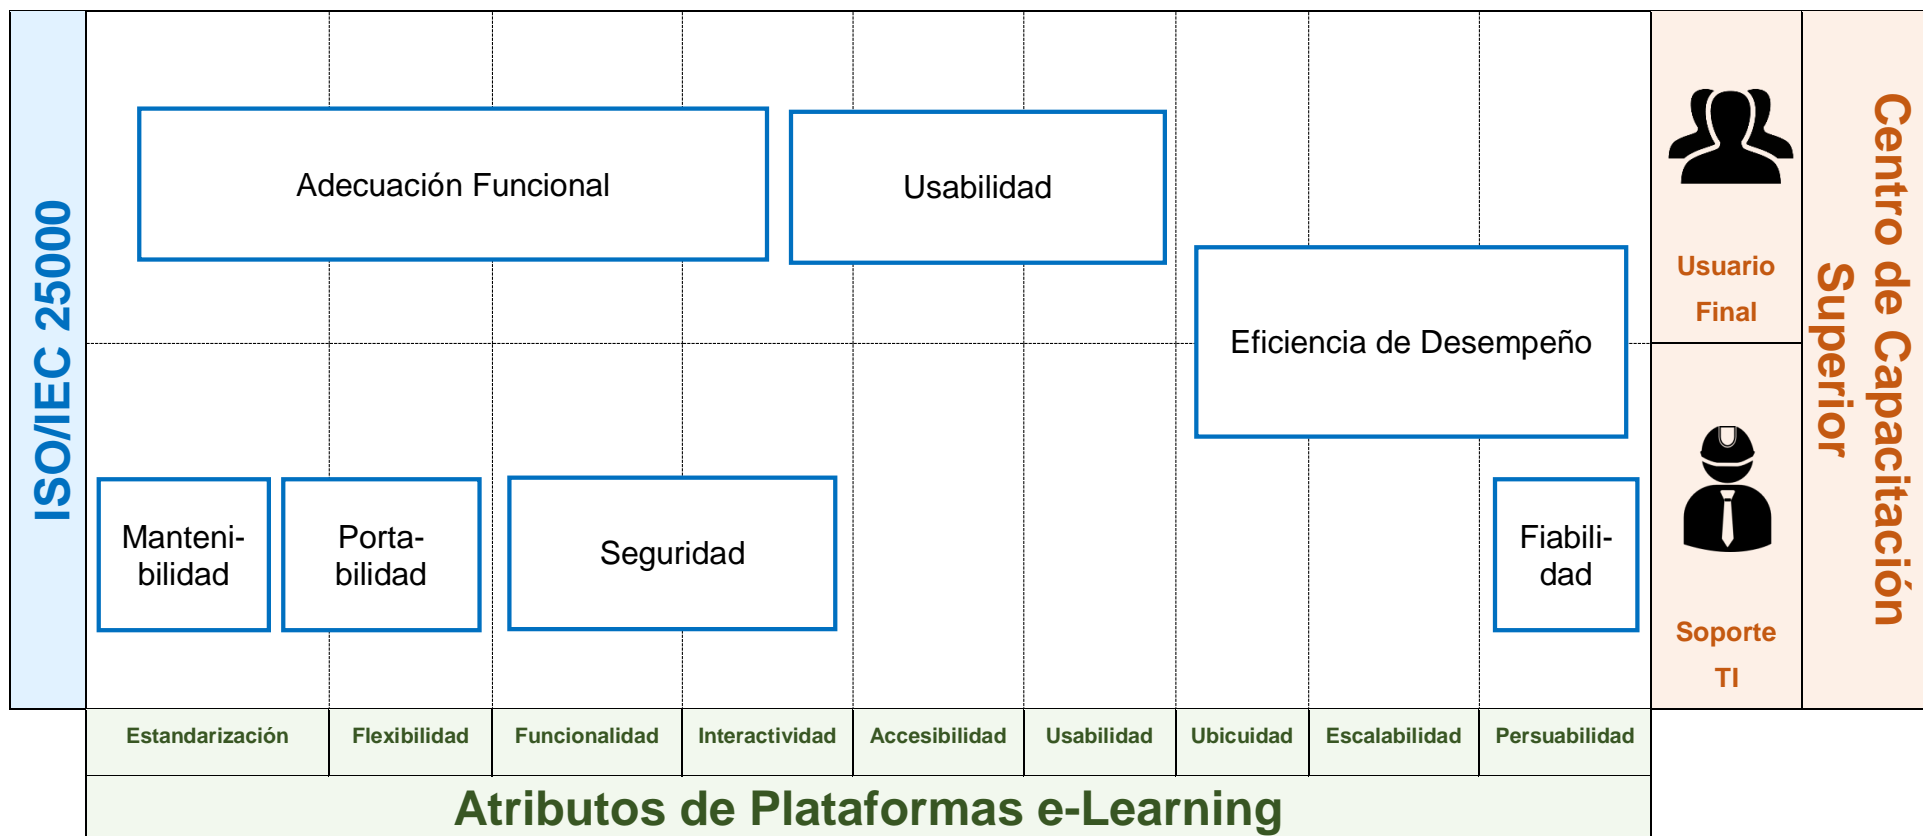 ISO/IEC 25000
Adecuación Funcional
Usabilidad
Eficiencia de Desempeño
Manteni-
bilidad
Porta-
bilidad
Seguridad
Fiabili-
dad
Usuario
Final
Soporte
TI
Centro de Capacitación
Superior
Estandarización
Flexibilidad
Funcionalidad
Interactividad
Accesibilidad
Usabilidad
Ubicuidad
Escalabilidad
Persuabilidad
Atributos de Plataformas e-Learning